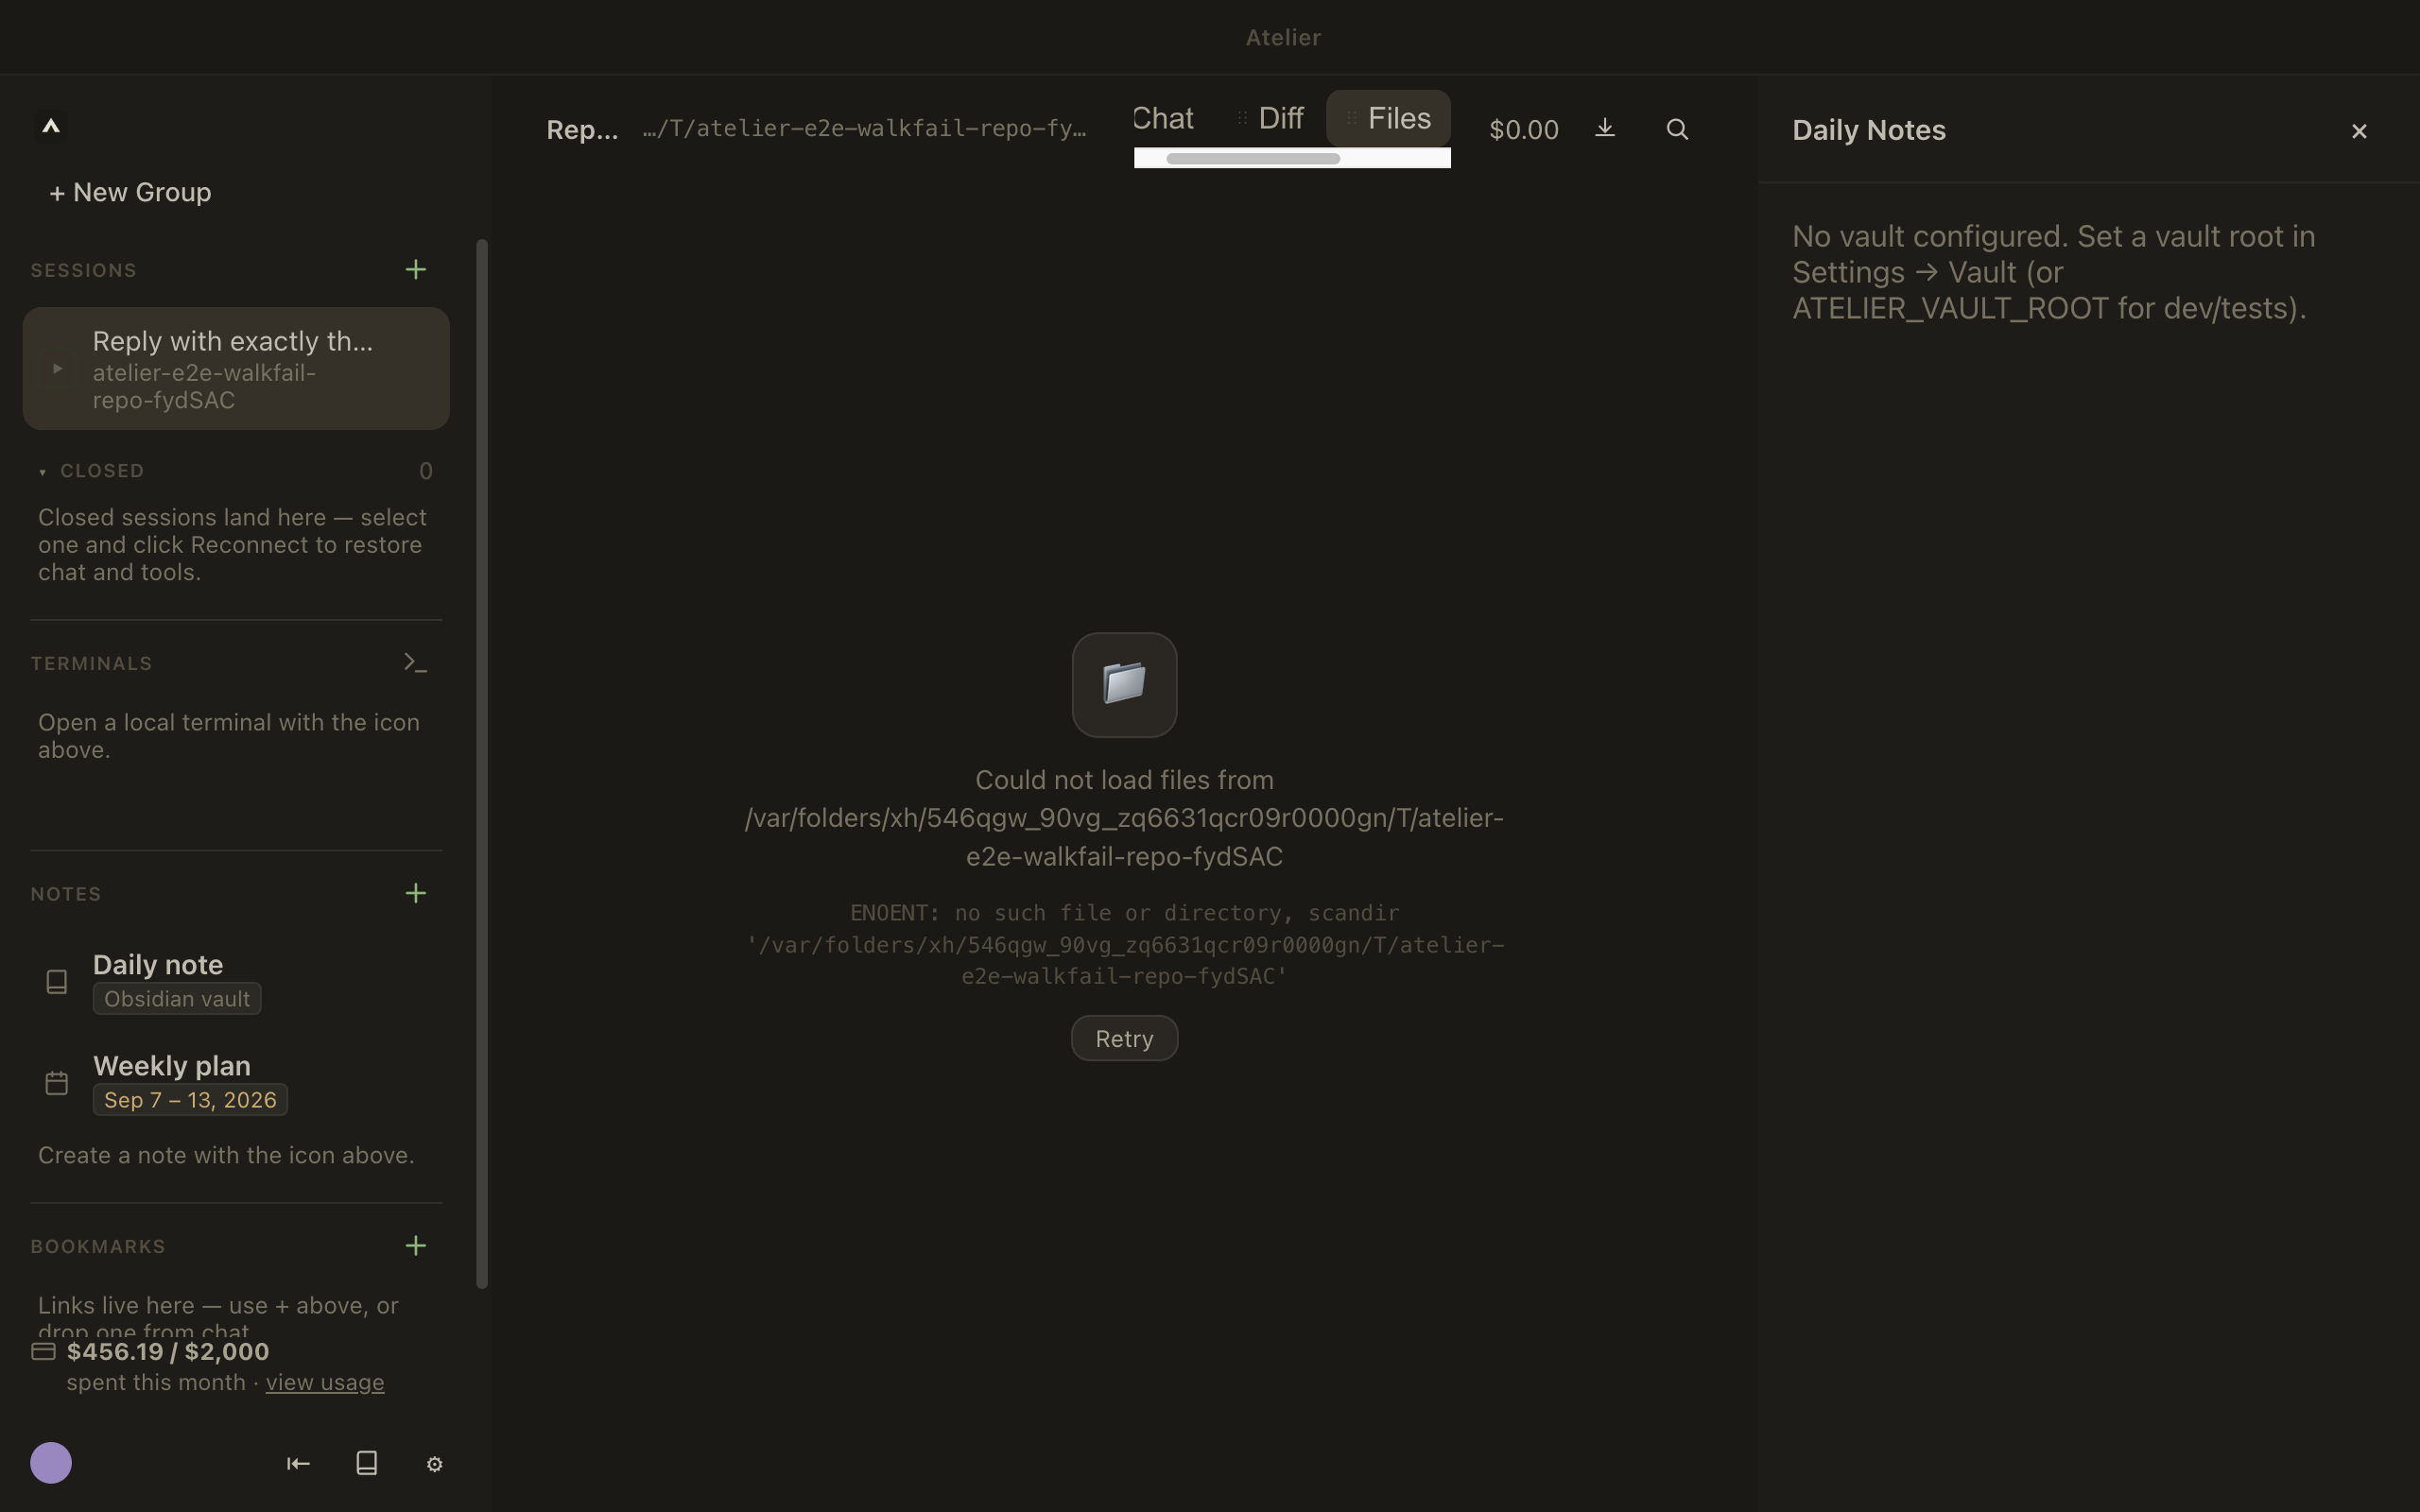 Atelier
+ New Group
SESSIONS
Reply with exactly th...
atelier-e2e-walkfail-
repo-fydSAC
CLOSED 0
Closed sessions land here — select
one and click Reconnect to restore
chat and tools.
TERMINALS
Open a local terminal with the icon
above.
NOTES
Daily note
Obsidian vault
Weekly plan
Sep 7 – 13, 2026
Create a note with the icon above.
BOOKMARKS
Links live here — use + above, or
drop one from chat
$456.19 / $2,000
spent this month · view usage
Rep... …/T/atelier-e2e-walkfail-repo-fy…
Chat Diff Files $0.00
Could not load files from
/var/folders/xh/546qgw_90vg_zq6631qcr09r0000gn/T/atelier-
e2e-walkfail-repo-fydSAC
ENOENT: no such file or directory, scandir
'/var/folders/xh/546qgw_90vg_zq6631qcr09r0000gn/T/atelier-
e2e-walkfail-repo-fydSAC'
Retry
Daily Notes
No vault configured. Set a vault root in
Settings → Vault (or
ATELIER_VAULT_ROOT for dev/tests).